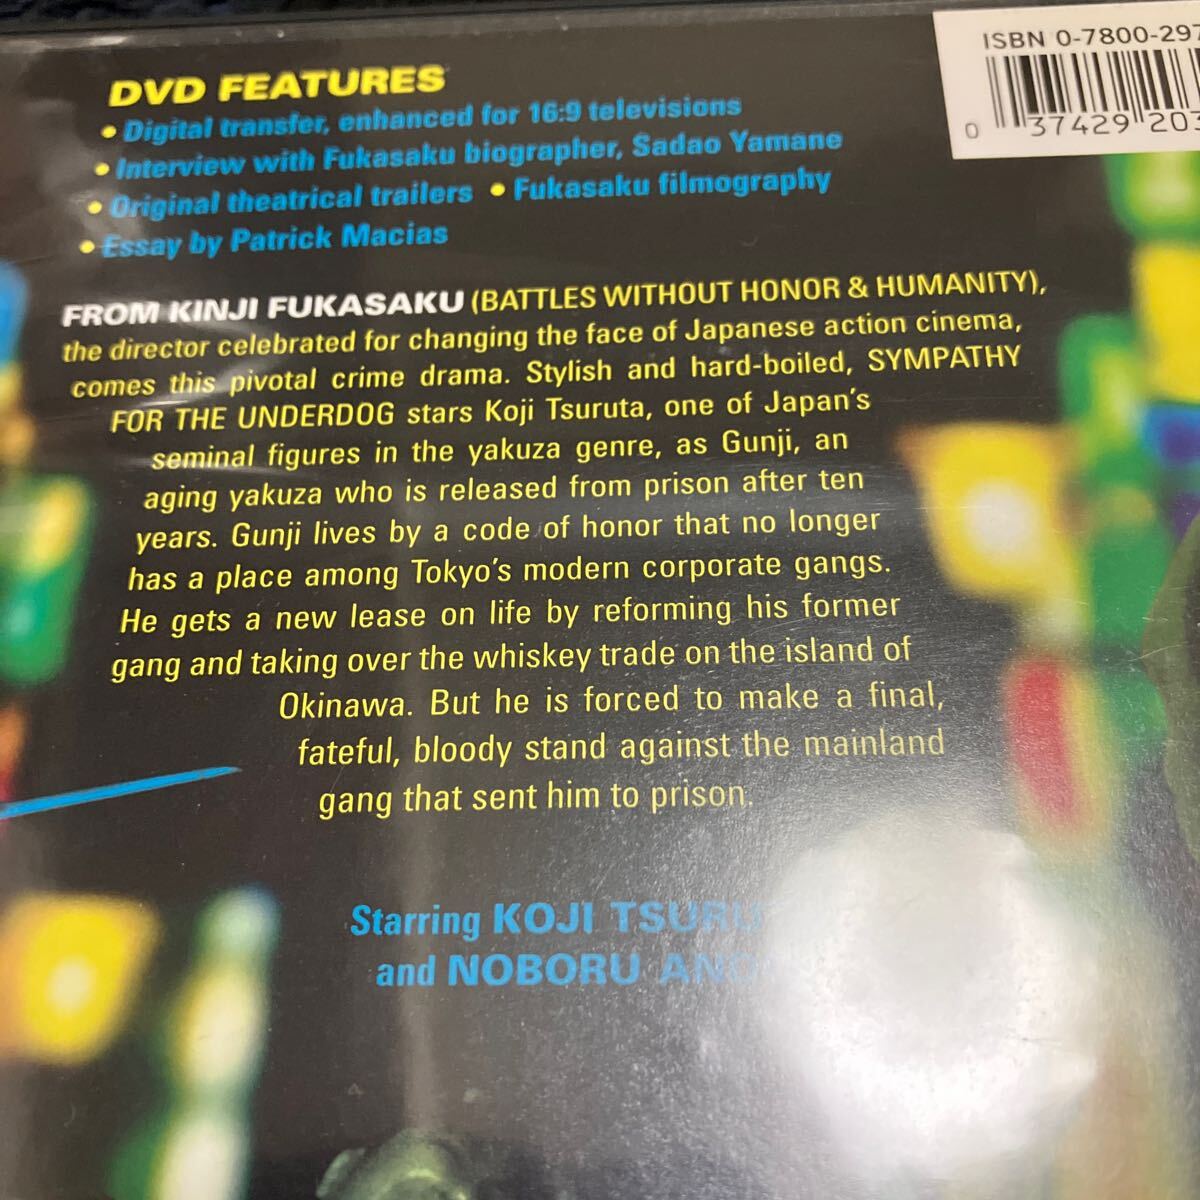 ISBN 0-7800-297
0 37429 203
DVD FEATURES
• Digital transfer, enhanced for 16:9 televisions
• Interview with Fukasaku biographer, Sadao Yamane
• Original theatrical trailers • Fukasaku filmography
• Essay by Patrick Macias
FROM KINJI FUKASAKU (BATTLES WITHOUT HONOR & HUMANITY),
the director celebrated for changing the face of Japanese action cinema,
comes this pivotal crime drama. Stylish and hard-boiled, SYMPATHY
FOR THE UNDERDOG stars Koji Tsuruta, one of Japan's
seminal figures in the yakuza genre, as Gunji, an
aging yakuza who is released from prison after ten
years. Gunji lives by a code of honor that no longer
has a place among Tokyo's modern corporate gangs.
He gets a new lease on life by reforming his former
gang and taking over the whiskey trade on the island of
Okinawa. But he is forced to make a final,
fateful, bloody stand against the mainland
gang that sent him to prison.
Starring KOJI TSURU
and NOBORU ANDO